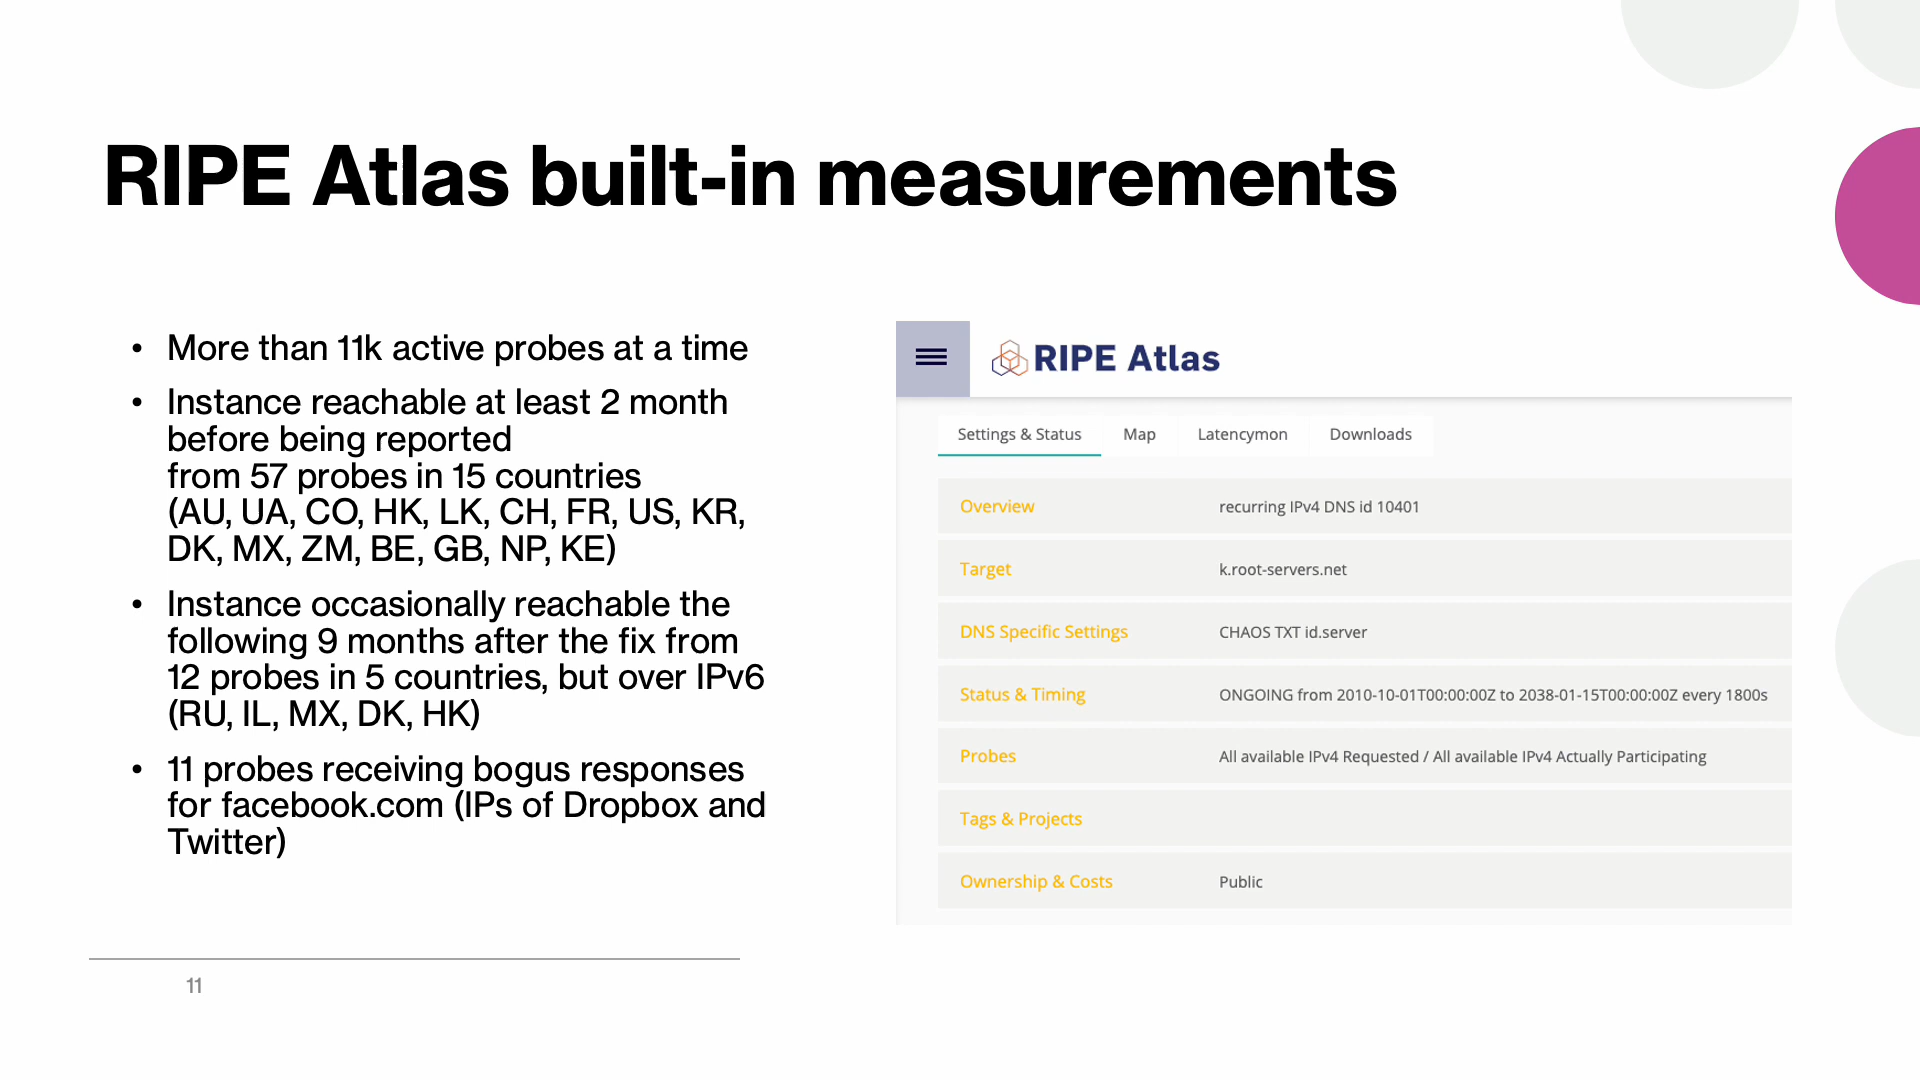 RIPE Atlas built-in measurements
• More than 11k active probes at a time
• Instance reachable at least 2 month
before being reported
from 57 probes in 15 countries
(AU, UA, CO, HK, LK, CH, FR, US, KR,
DK, MX, ZM, BE, GB, NP, KE)
• Instance occasionally reachable the
following 9 months after the fix from
12 probes in 5 countries, but over IPv6
(RU, IL, MX, DK, HK)
• 11 probes receiving bogus responses
for facebook.com (IPs of Dropbox and
Twitter)
RIPE Atlas
Settings & Status Map Latencymon Downloads
Overview recurring IPv4 DNS id 10401
Target k.root-servers.net
DNS Specific Settings CHAOS TXT id.server
Status & Timing ONGOING from 2010-10-01T00:00:00Z to 2038-01-15T00:00:00Z every 1800s
Probes All available IPv4 Requested / All available IPv4 Actually Participating
Tags & Projects
Ownership & Costs Public
11